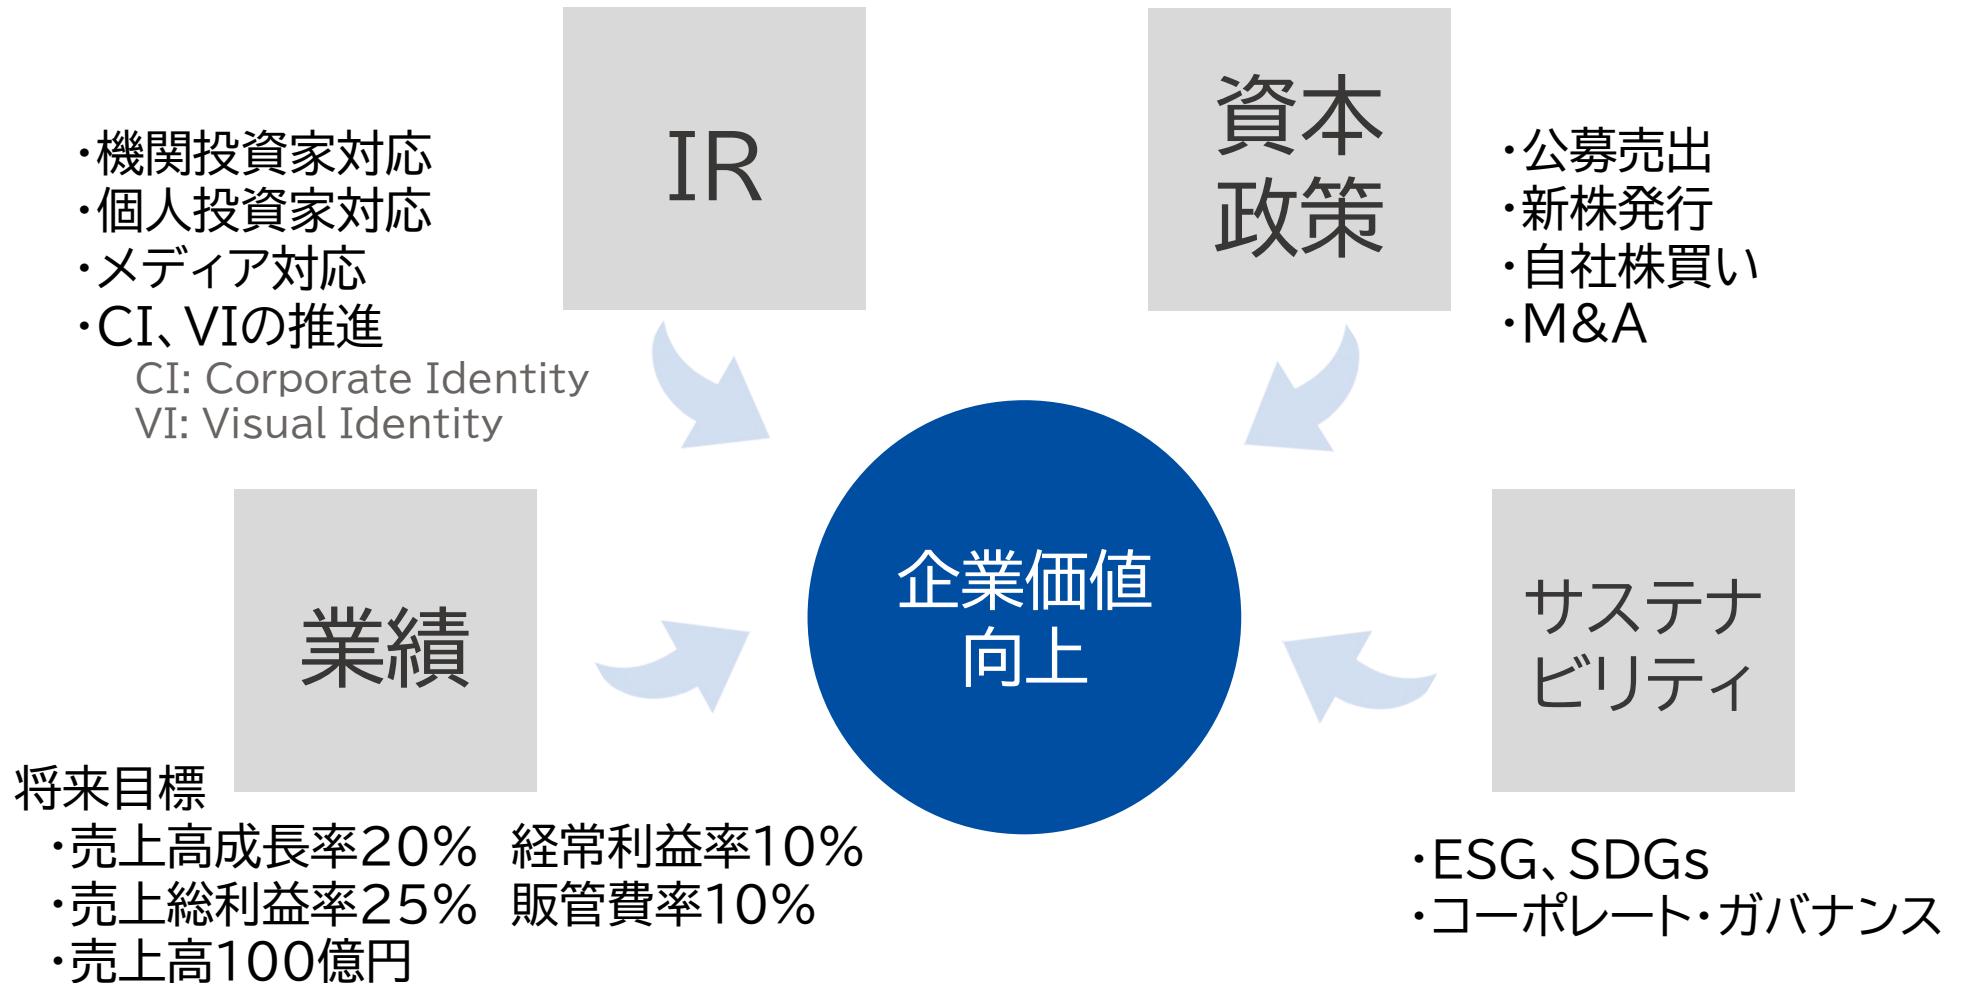 IR
・機関投資家対応
・個人投資家対応
・メディア対応
・CI、VIの推進
CI: Corporate Identity
VI: Visual Identity
資本
政策
・公募売出
・新株発行
・自社株買い
・M&A
企業価値
向上
業績
将来目標
・売上高成長率20%　経常利益率10%
・売上総利益率25%　販管費率10%
・売上高100億円
サステナ
ビリティ
・ESG、SDGs
・コーポレート・ガバナンス